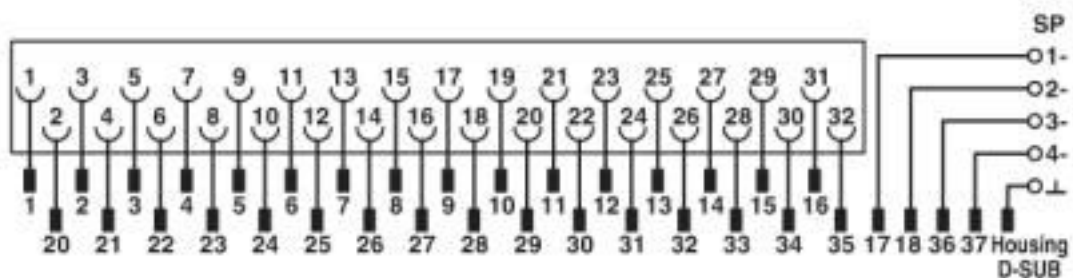 SP
1-
1 3 5 7 9 11 13 15 17 19 21 23 25 27 29 31
2-
2 4 6 8 10 12 14 16 18 20 22 24 26 28 30 32
3-
4-
1 2 3 4 5 6 7 8 9 10 11 12 13 14 15 16
20 21 22 23 24 25 26 27 28 29 30 31 32 33 34 35 17 18 36 37 Housing
D-SUB